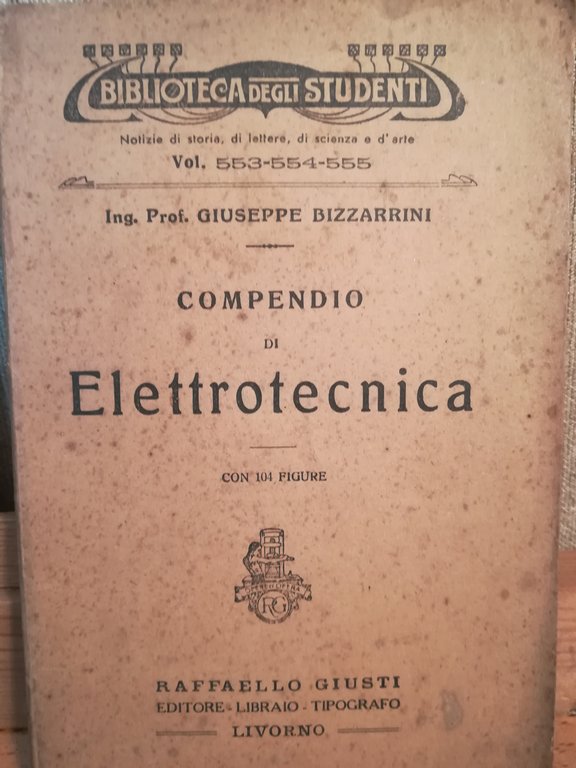 BIBLIOTECA DEGLI STUDENTI
Notizie di storia, di lettere, di scienza e d'arte
Vol. 553-554-555
Ing. Prof. GIUSEPPE BIZZARRINI
COMPENDIO
DI
Elettrotecnica
CON 104 FIGURE
RG
RAFFAELLO GIUSTI
EDITORE - LIBRAIO - TIPOGRAFO
LIVORNO